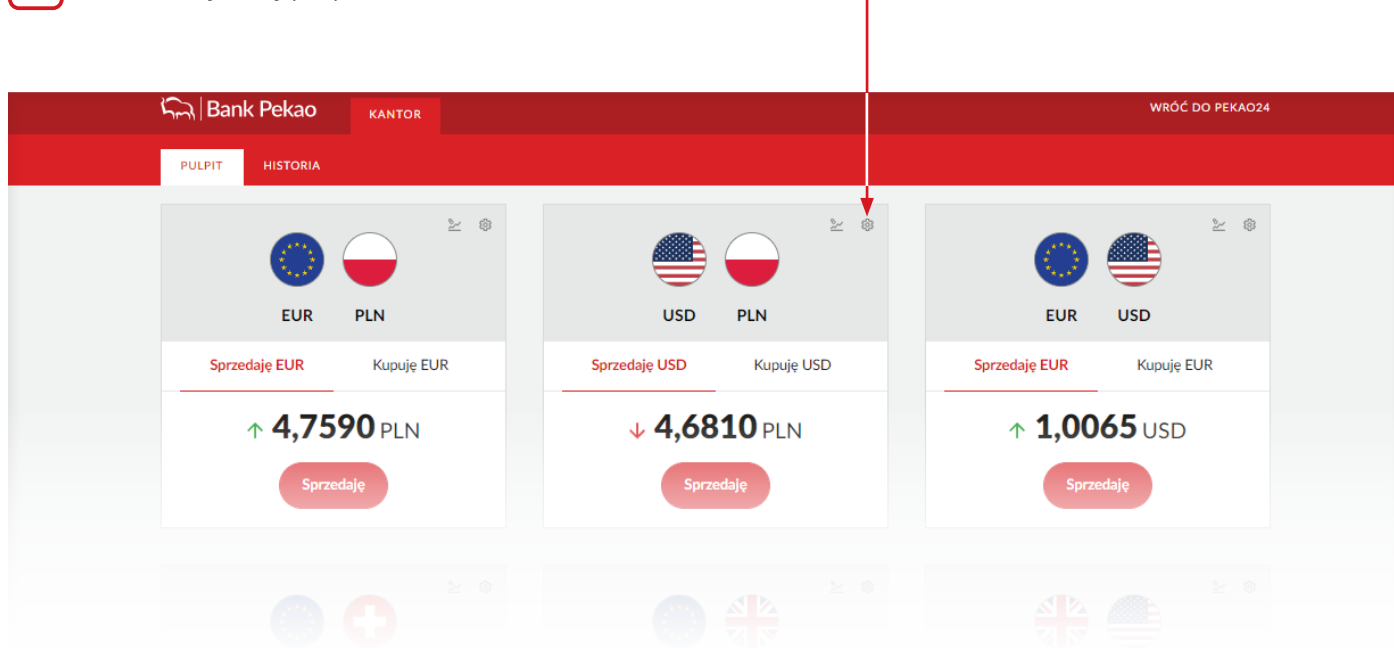 Bank Pekao KANTOR WRÓĆ DO PEKAO24
PULPIT HISTORIA
EUR PLN USD PLN EUR USD
Sprzedaję EUR Kupuję EUR Sprzedaję USD Kupuję USD Sprzedaję EUR Kupuję EUR
4,7590 PLN 4,6810 PLN 1,0065 USD
Sprzedaję Sprzedaję Sprzedaję